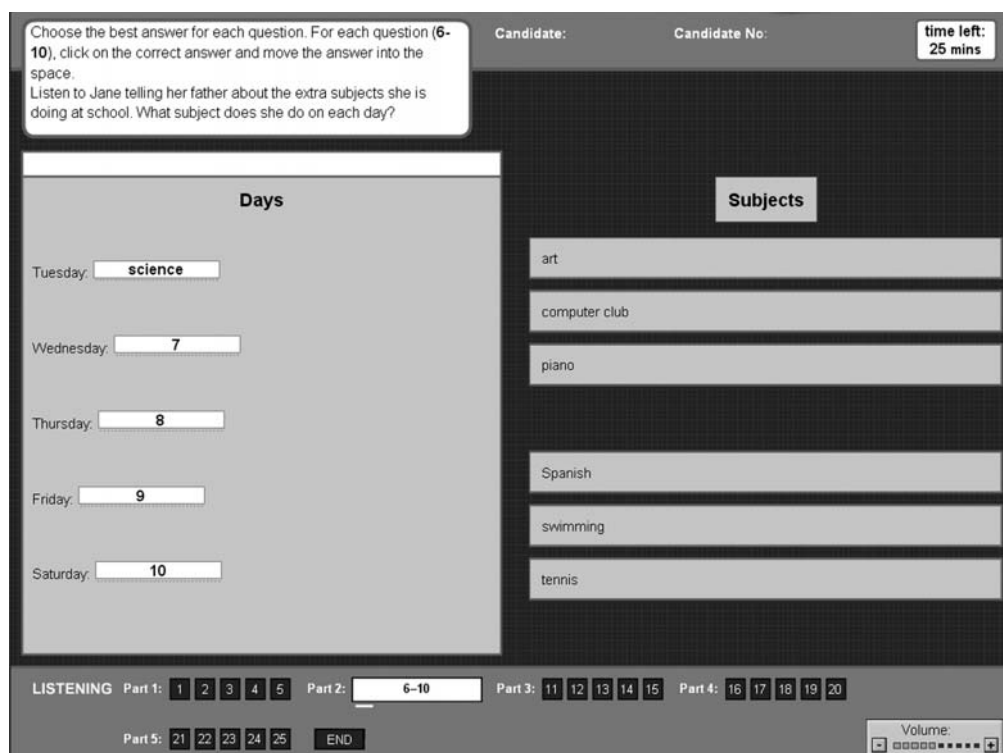 Choose the best answer for each question. For each question (6-
10), click on the correct answer and move the answer into the
space.
Listen to Jane telling her father about the extra subjects she is
doing at school. What subject does she do on each day?
Candidate:
Candidate No:
time left:
25 mins
Days
Tuesday: science
Wednesday: 7
Thursday: 8
Friday: 9
Saturday: 10
Subjects
art
computer club
piano
Spanish
swimming
tennis
LISTENING Part 1: 1 2 3 4 5 Part 2: 6–10 Part 3: 11 12 13 14 15 Part 4: 16 17 18 19 20
Part 5: 21 22 23 24 25 END
Volume:
- +